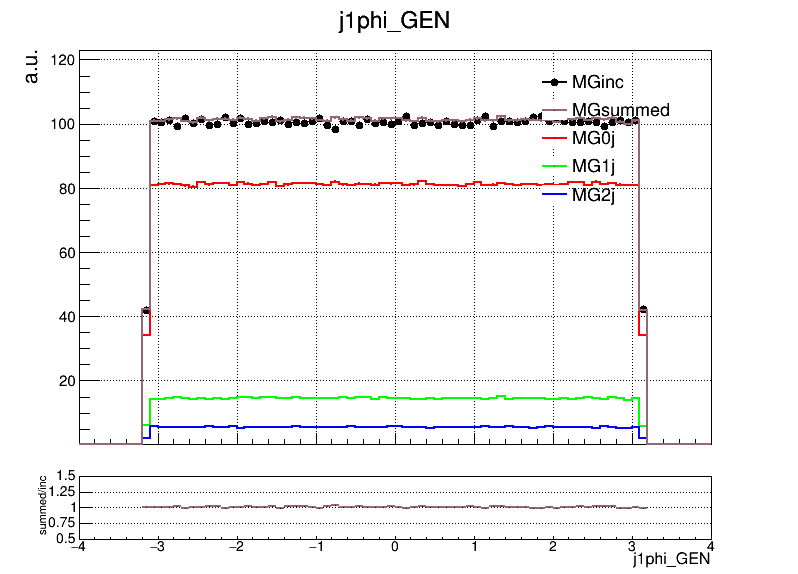 j1phi_GEN
a.u.
120
100
80
60
40
20
MGinc
MGsummed
MG0j
MG1j
MG2j
summed/inc
1.5
1.25
1
0.75
0.5
−4 −3 −2 −1 0 1 2 3 4
j1phi_GEN